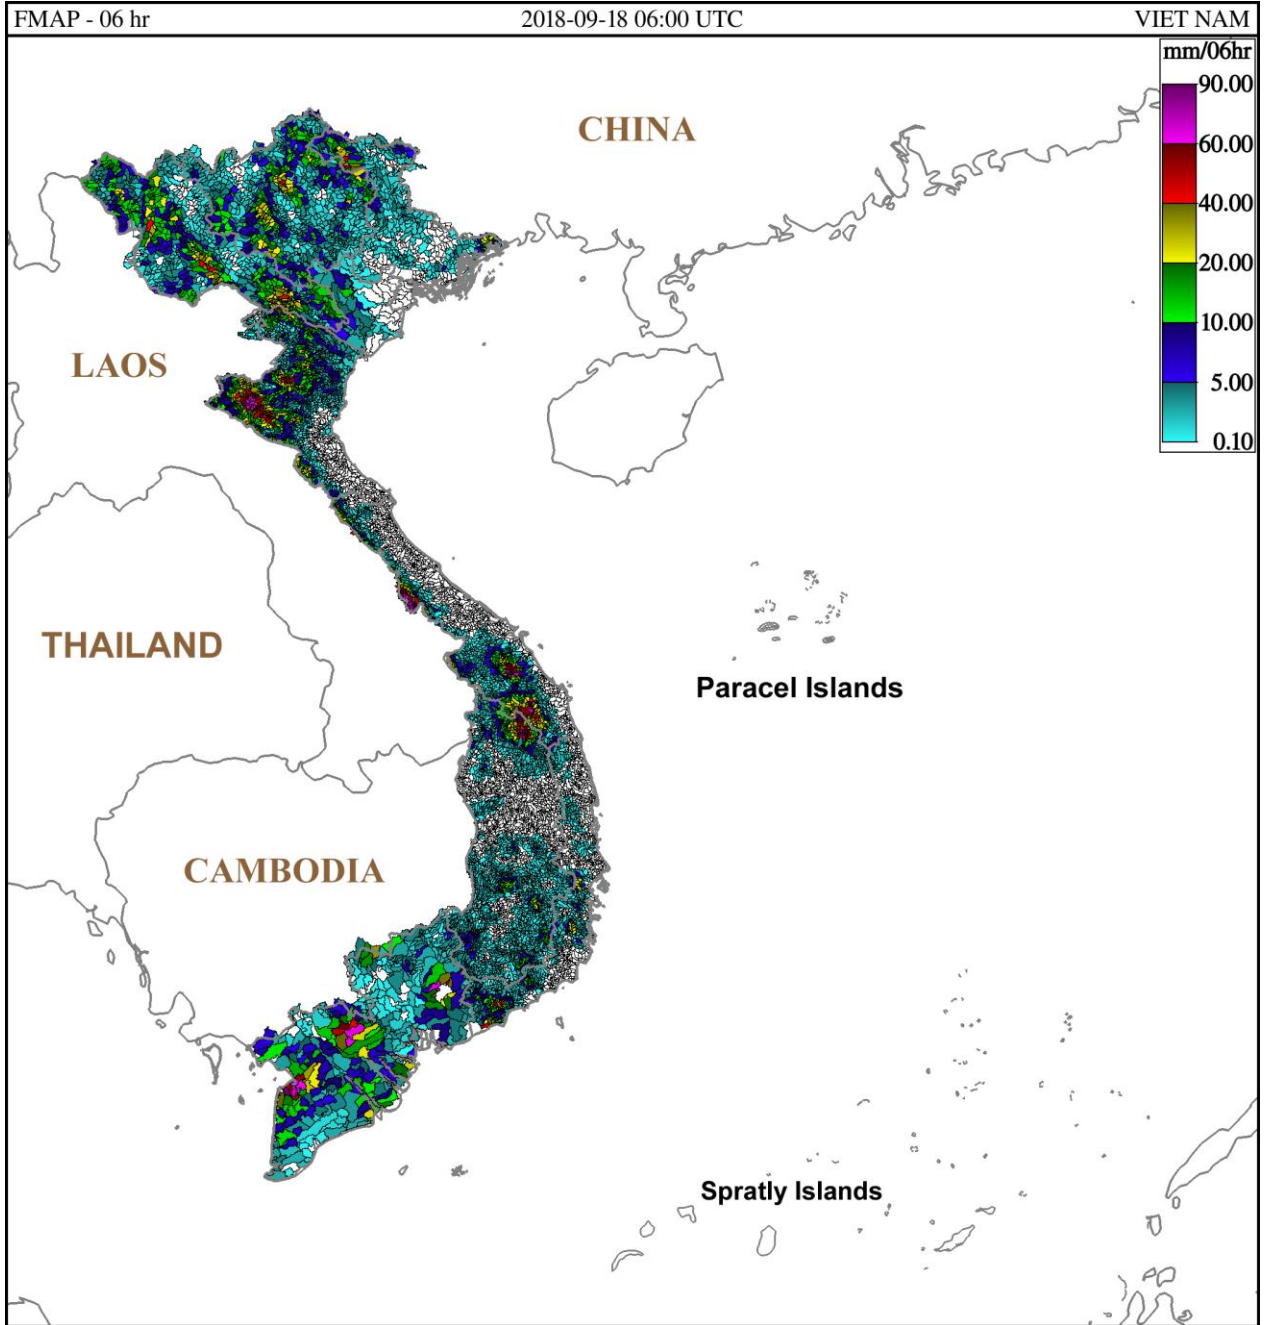 FMAP - 06 hr
2018-09-18 06:00 UTC
VIET NAM
mm/06hr
90.00
60.00
40.00
20.00
10.00
5.00
0.10
CHINA
LAOS
THAILAND
Paracel Islands
CAMBODIA
Spratly Islands